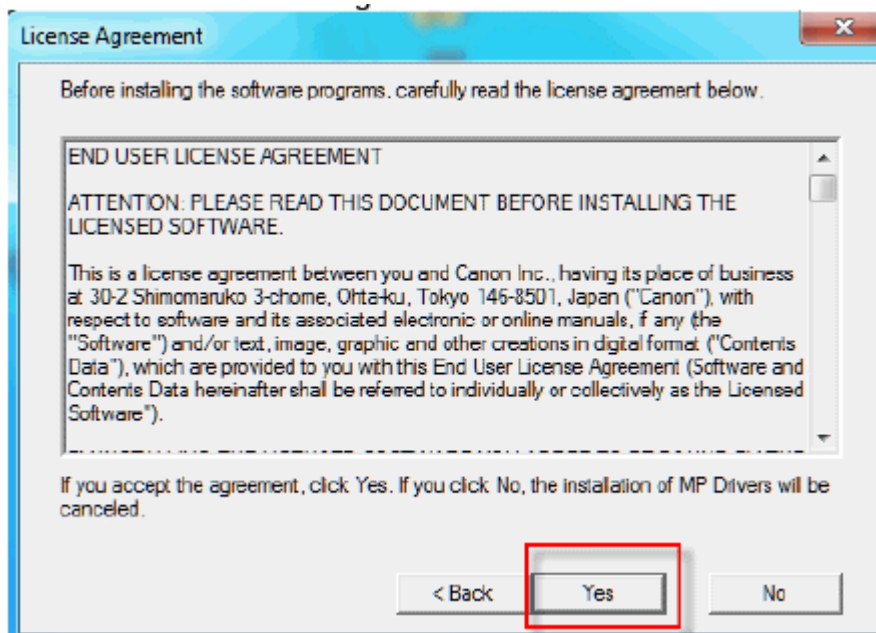 License Agreement
Before installing the software programs, carefully read the license agreement below.
END USER LICENSE AGREEMENT
ATTENTION: PLEASE READ THIS DOCUMENT BEFORE INSTALLING THE
LICENSED SOFTWARE.
This is a license agreement between you and Canon Inc., having its place of business
at 30-2 Shimomaruko 3-chome, Ohta-ku, Tokyo 146-8501, Japan ("Canon"), with
respect to software and its associated electronic or online manuals, if any (the
"Software") and/or text, image, graphic and other creations in digital format ("Contents
Data"), which are provided to you with this End User License Agreement (Software and
Contents Data hereinafter shall be referred to individually or collectively as the Licensed
Software").
If you accept the agreement, click Yes. If you click No, the installation of MP Drivers will be
canceled.
< Back
Yes
No